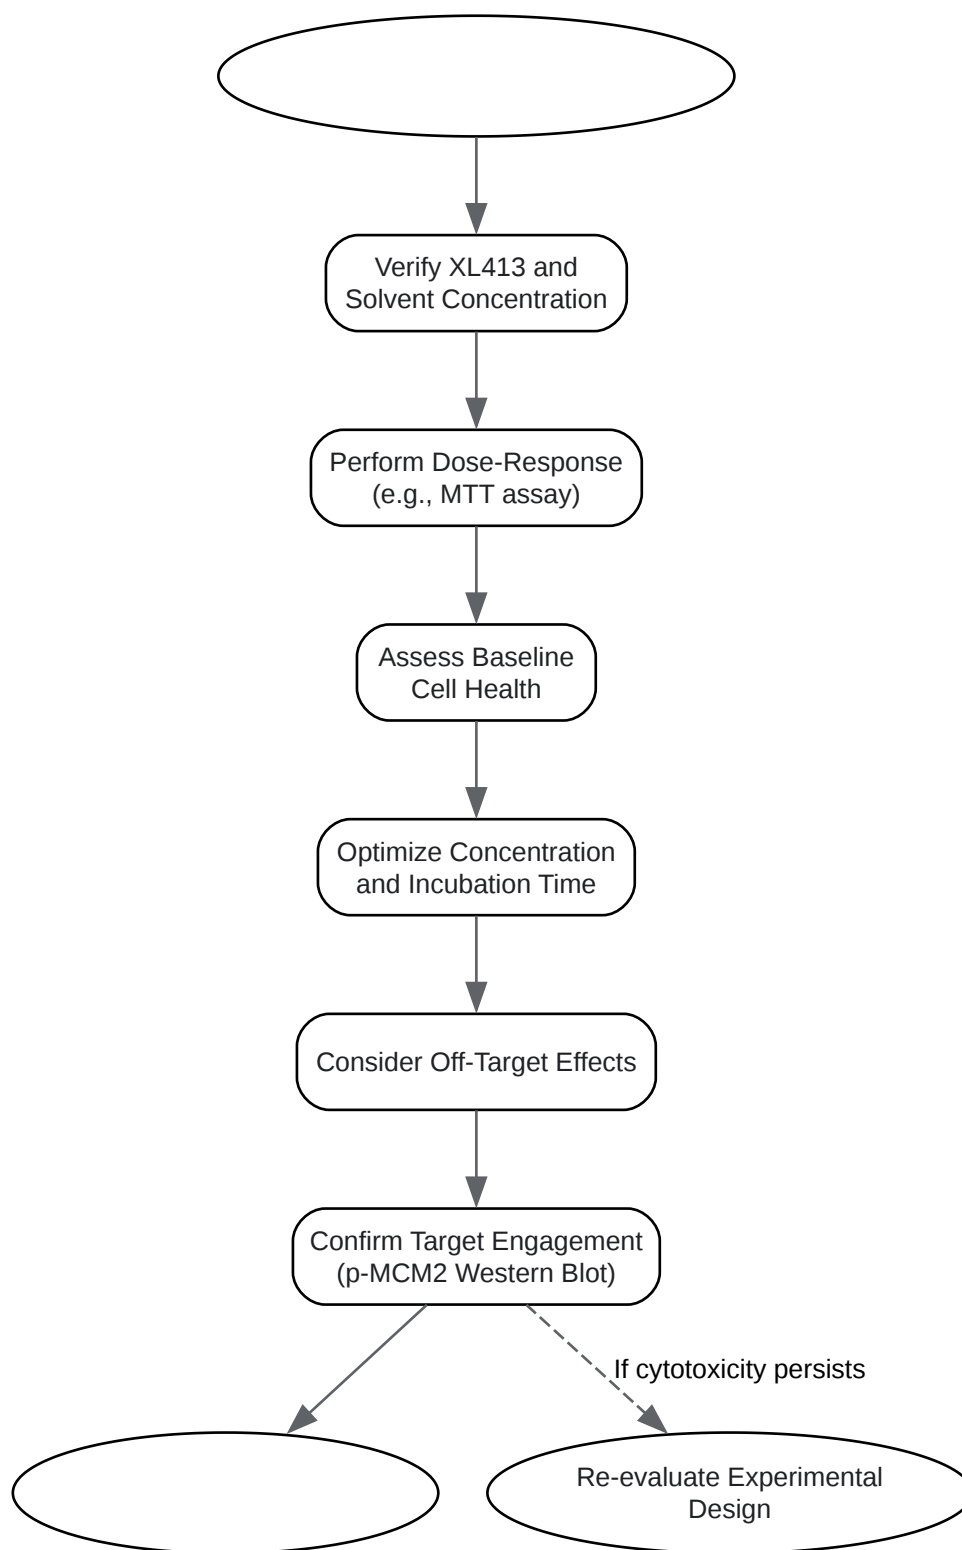 Verify XL413 and
Solvent Concentration
Perform Dose-Response
(e.g., MTT assay)
Assess Baseline
Cell Health
Optimize Concentration
and Incubation Time
Consider Off-Target Effects
Confirm Target Engagement
(p-MCM2 Western Blot)
If cytotoxicity persists
Re-evaluate Experimental
Design